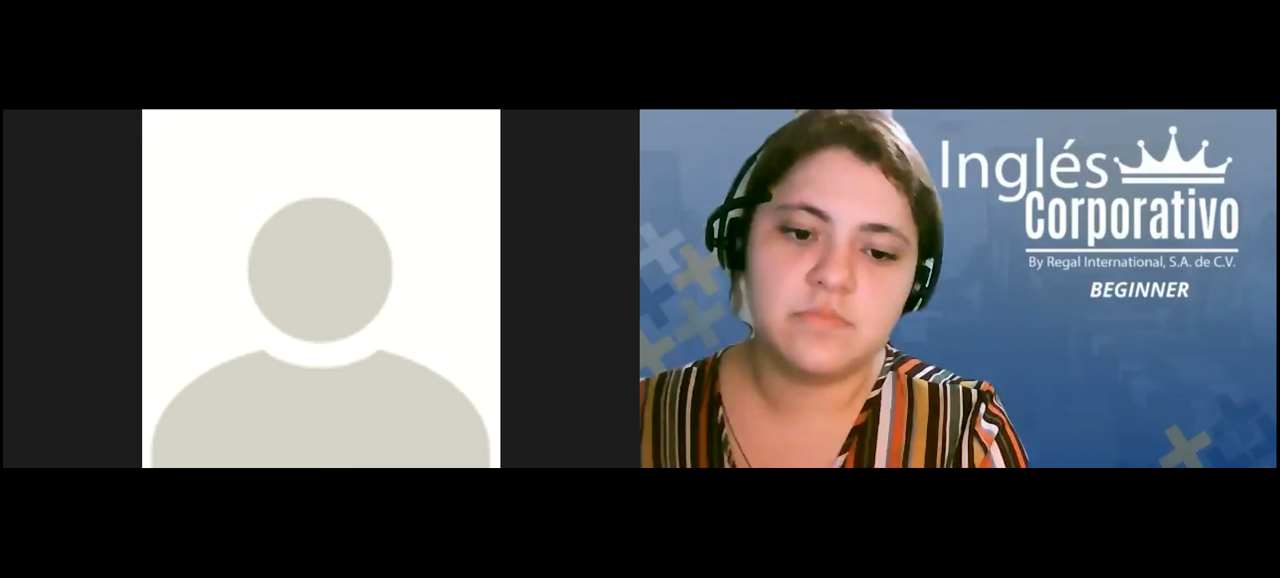 Inglés
Corporativo
By Regal International, S.A. de C.V.
BEGINNER